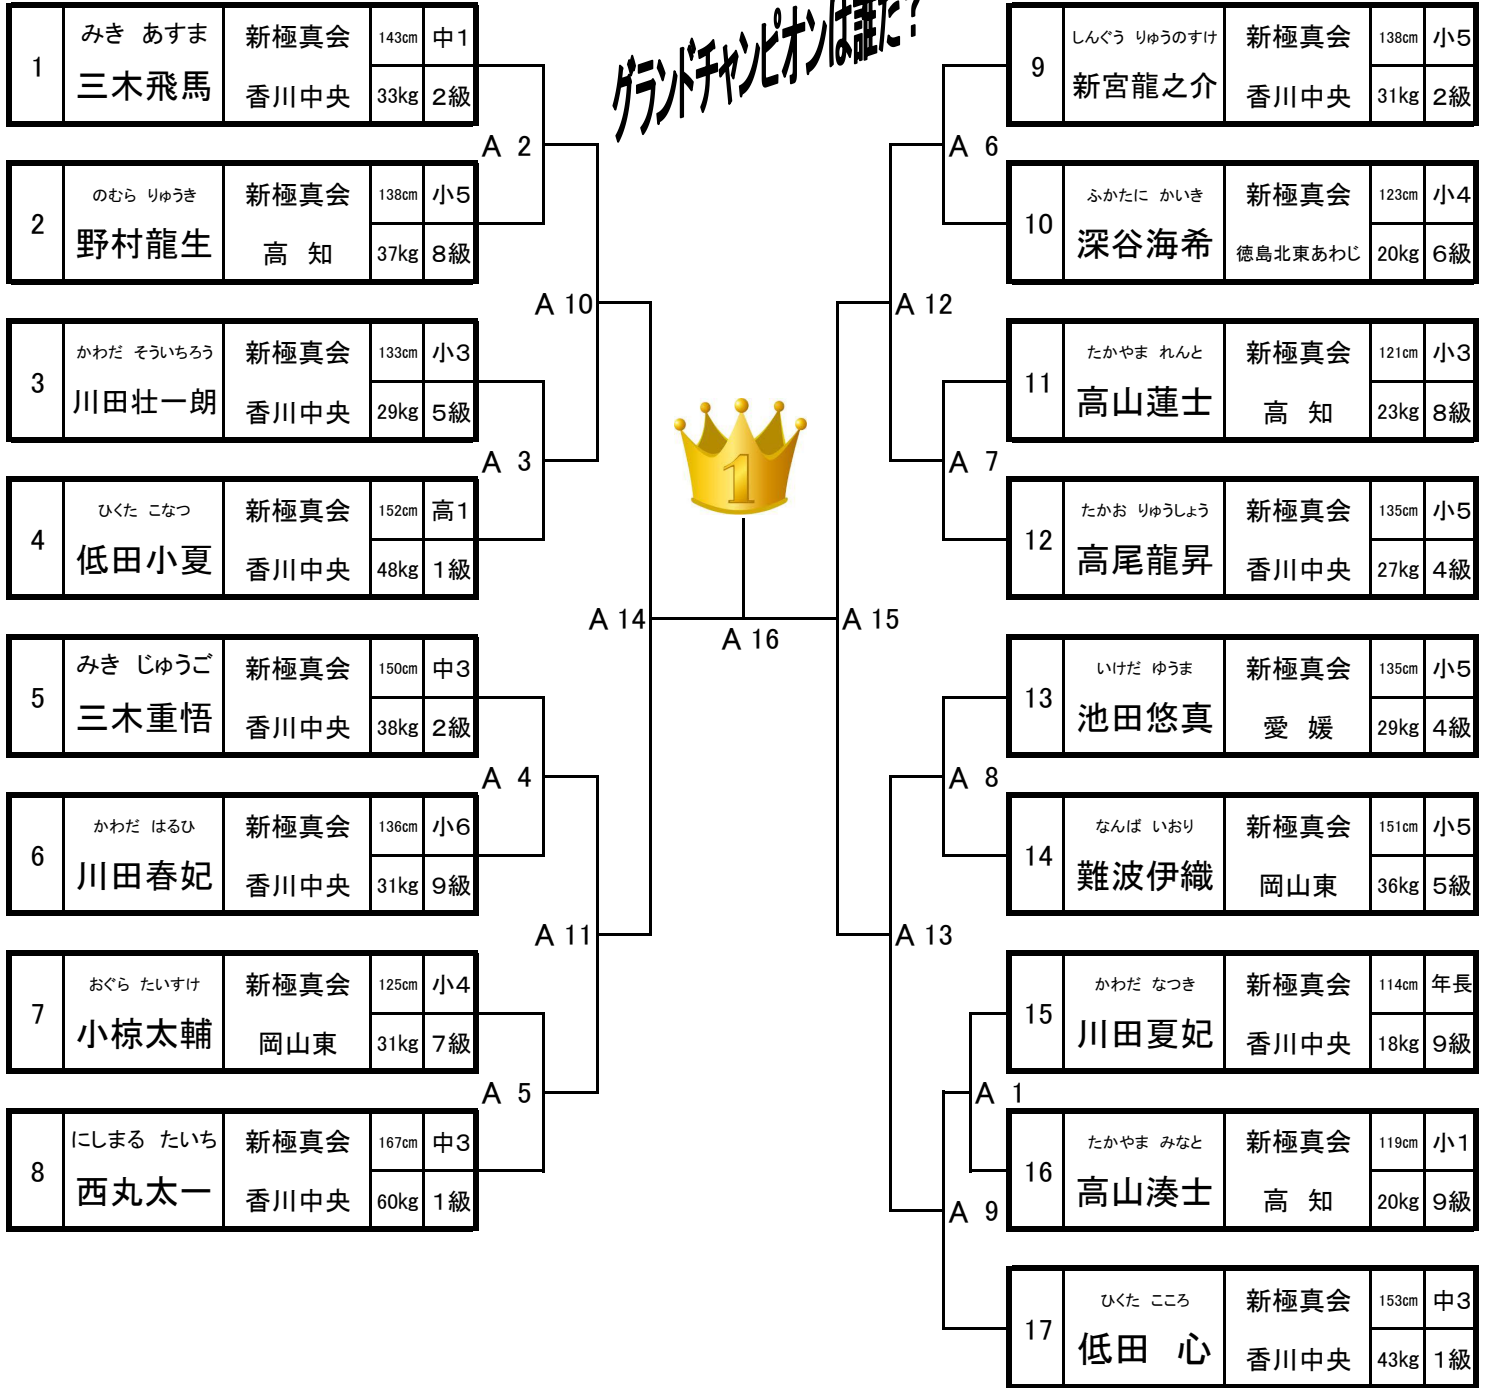 グランドチャンピオンは誰だ？
1
みき あすま
三木飛馬
新極真会
香川中央
143cm 中1
33kg 2級
2
のむら りゅうき
野村龍生
新極真会
高 知
138cm 小5
37kg 8級
3
かわだ そういちろう
川田壮一朗
新極真会
香川中央
133cm 小3
29kg 5級
4
ひくた こなつ
低田小夏
新極真会
香川中央
152cm 高1
48kg 1級
5
みき じゅうご
三木重悟
新極真会
香川中央
150cm 中3
38kg 2級
6
かわだ はるひ
川田春妃
新極真会
香川中央
136cm 小6
31kg 9級
7
おぐら たいすけ
小椋太輔
新極真会
岡山東
125cm 小4
31kg 7級
8
にしまる たいち
西丸太一
新極真会
香川中央
167cm 中3
60kg 1級
A 2
A 3
A 4
A 5
A 10
A 11
A 14
1
A 16
A 15
A 12
A 13
A 6
A 7
A 8
A 1
A 9
9
しんぐう りゅうのすけ
新宮龍之介
新極真会
香川中央
138cm 小5
31kg 2級
10
ふかたに かいき
深谷海希
新極真会
徳島北東あわじ
123cm 小4
20kg 6級
11
たかやま れんと
高山蓮士
新極真会
高 知
121cm 小3
23kg 8級
12
たかお りゅうしょう
高尾龍昇
新極真会
香川中央
135cm 小5
27kg 4級
13
いけだ ゆうま
池田悠真
新極真会
愛 媛
135cm 小5
29kg 4級
14
なんば いおり
難波伊織
新極真会
岡山東
151cm 小5
36kg 5級
15
かわだ なつき
川田夏妃
新極真会
香川中央
114cm 年長
18kg 9級
16
たかやま みなと
高山湊士
新極真会
高 知
119cm 小1
20kg 9級
17
ひくた こころ
低田 心
新極真会
香川中央
153cm 中3
43kg 1級